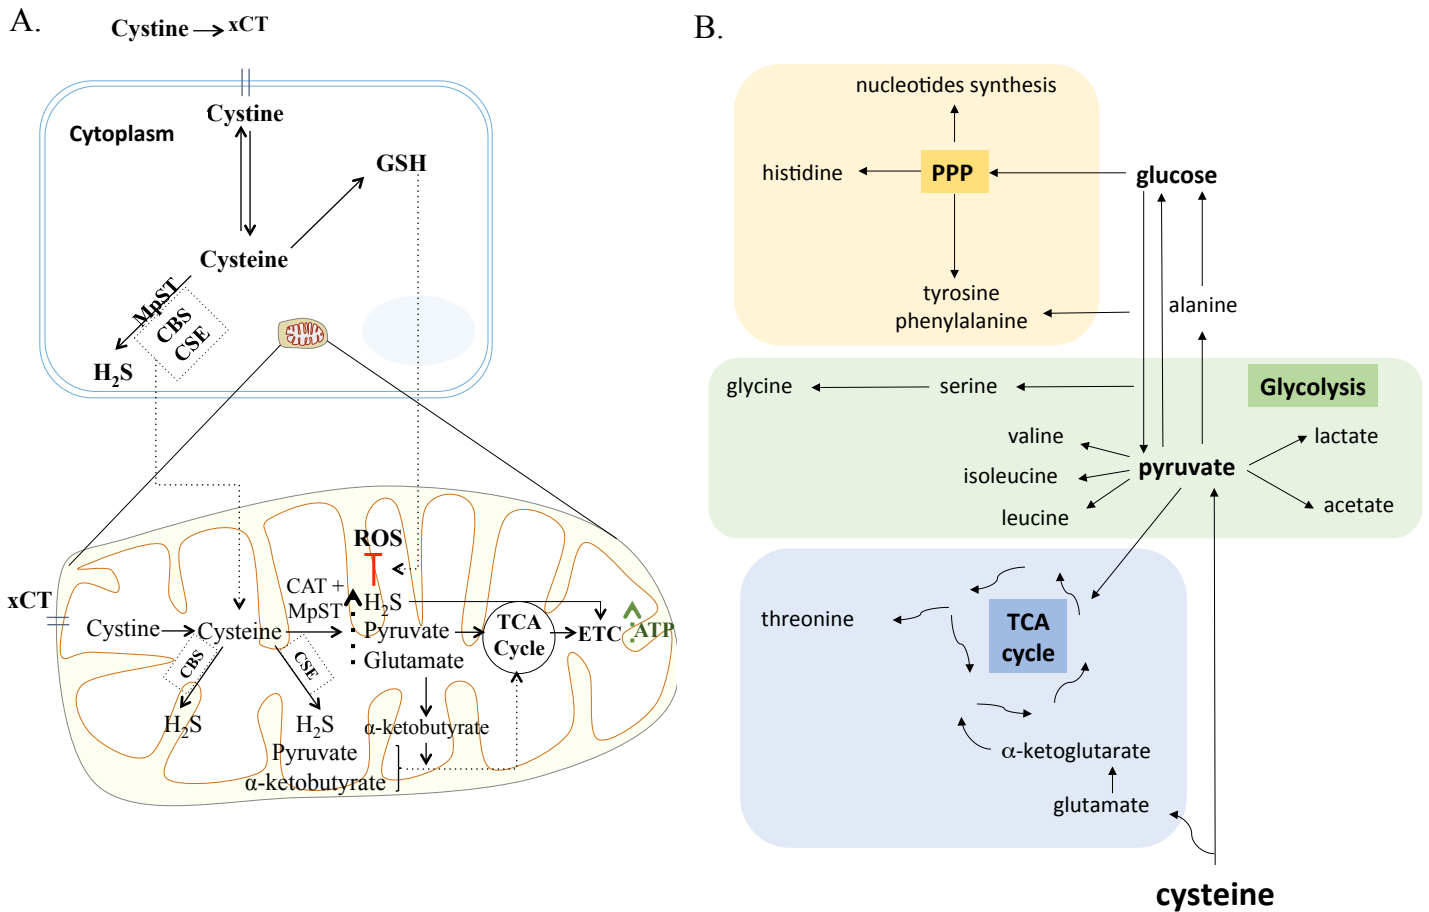 A.
Cystine → xCT
Cystine
Cytoplasm
GSH
Cysteine
MpST
CBS
CSE
H₂S
ROS
CAT +
MpST
H₂S
xCT
Cystine
Cysteine
Pyruvate
TCA
Cycle
ETC
ATP
Glutamate
CBS
CSE
H₂S
H₂S
α-ketobutyrate
Pyruvate
α-ketobutyrate
B.
nucleotides synthesis
histidine
PPP
glucose
tyrosine
phenylalanine
alanine
glycine
serine
Glycolysis
valine
lactate
isoleucine
pyruvate
leucine
acetate
threonine
TCA
cycle
α-ketoglutarate
glutamate
cysteine